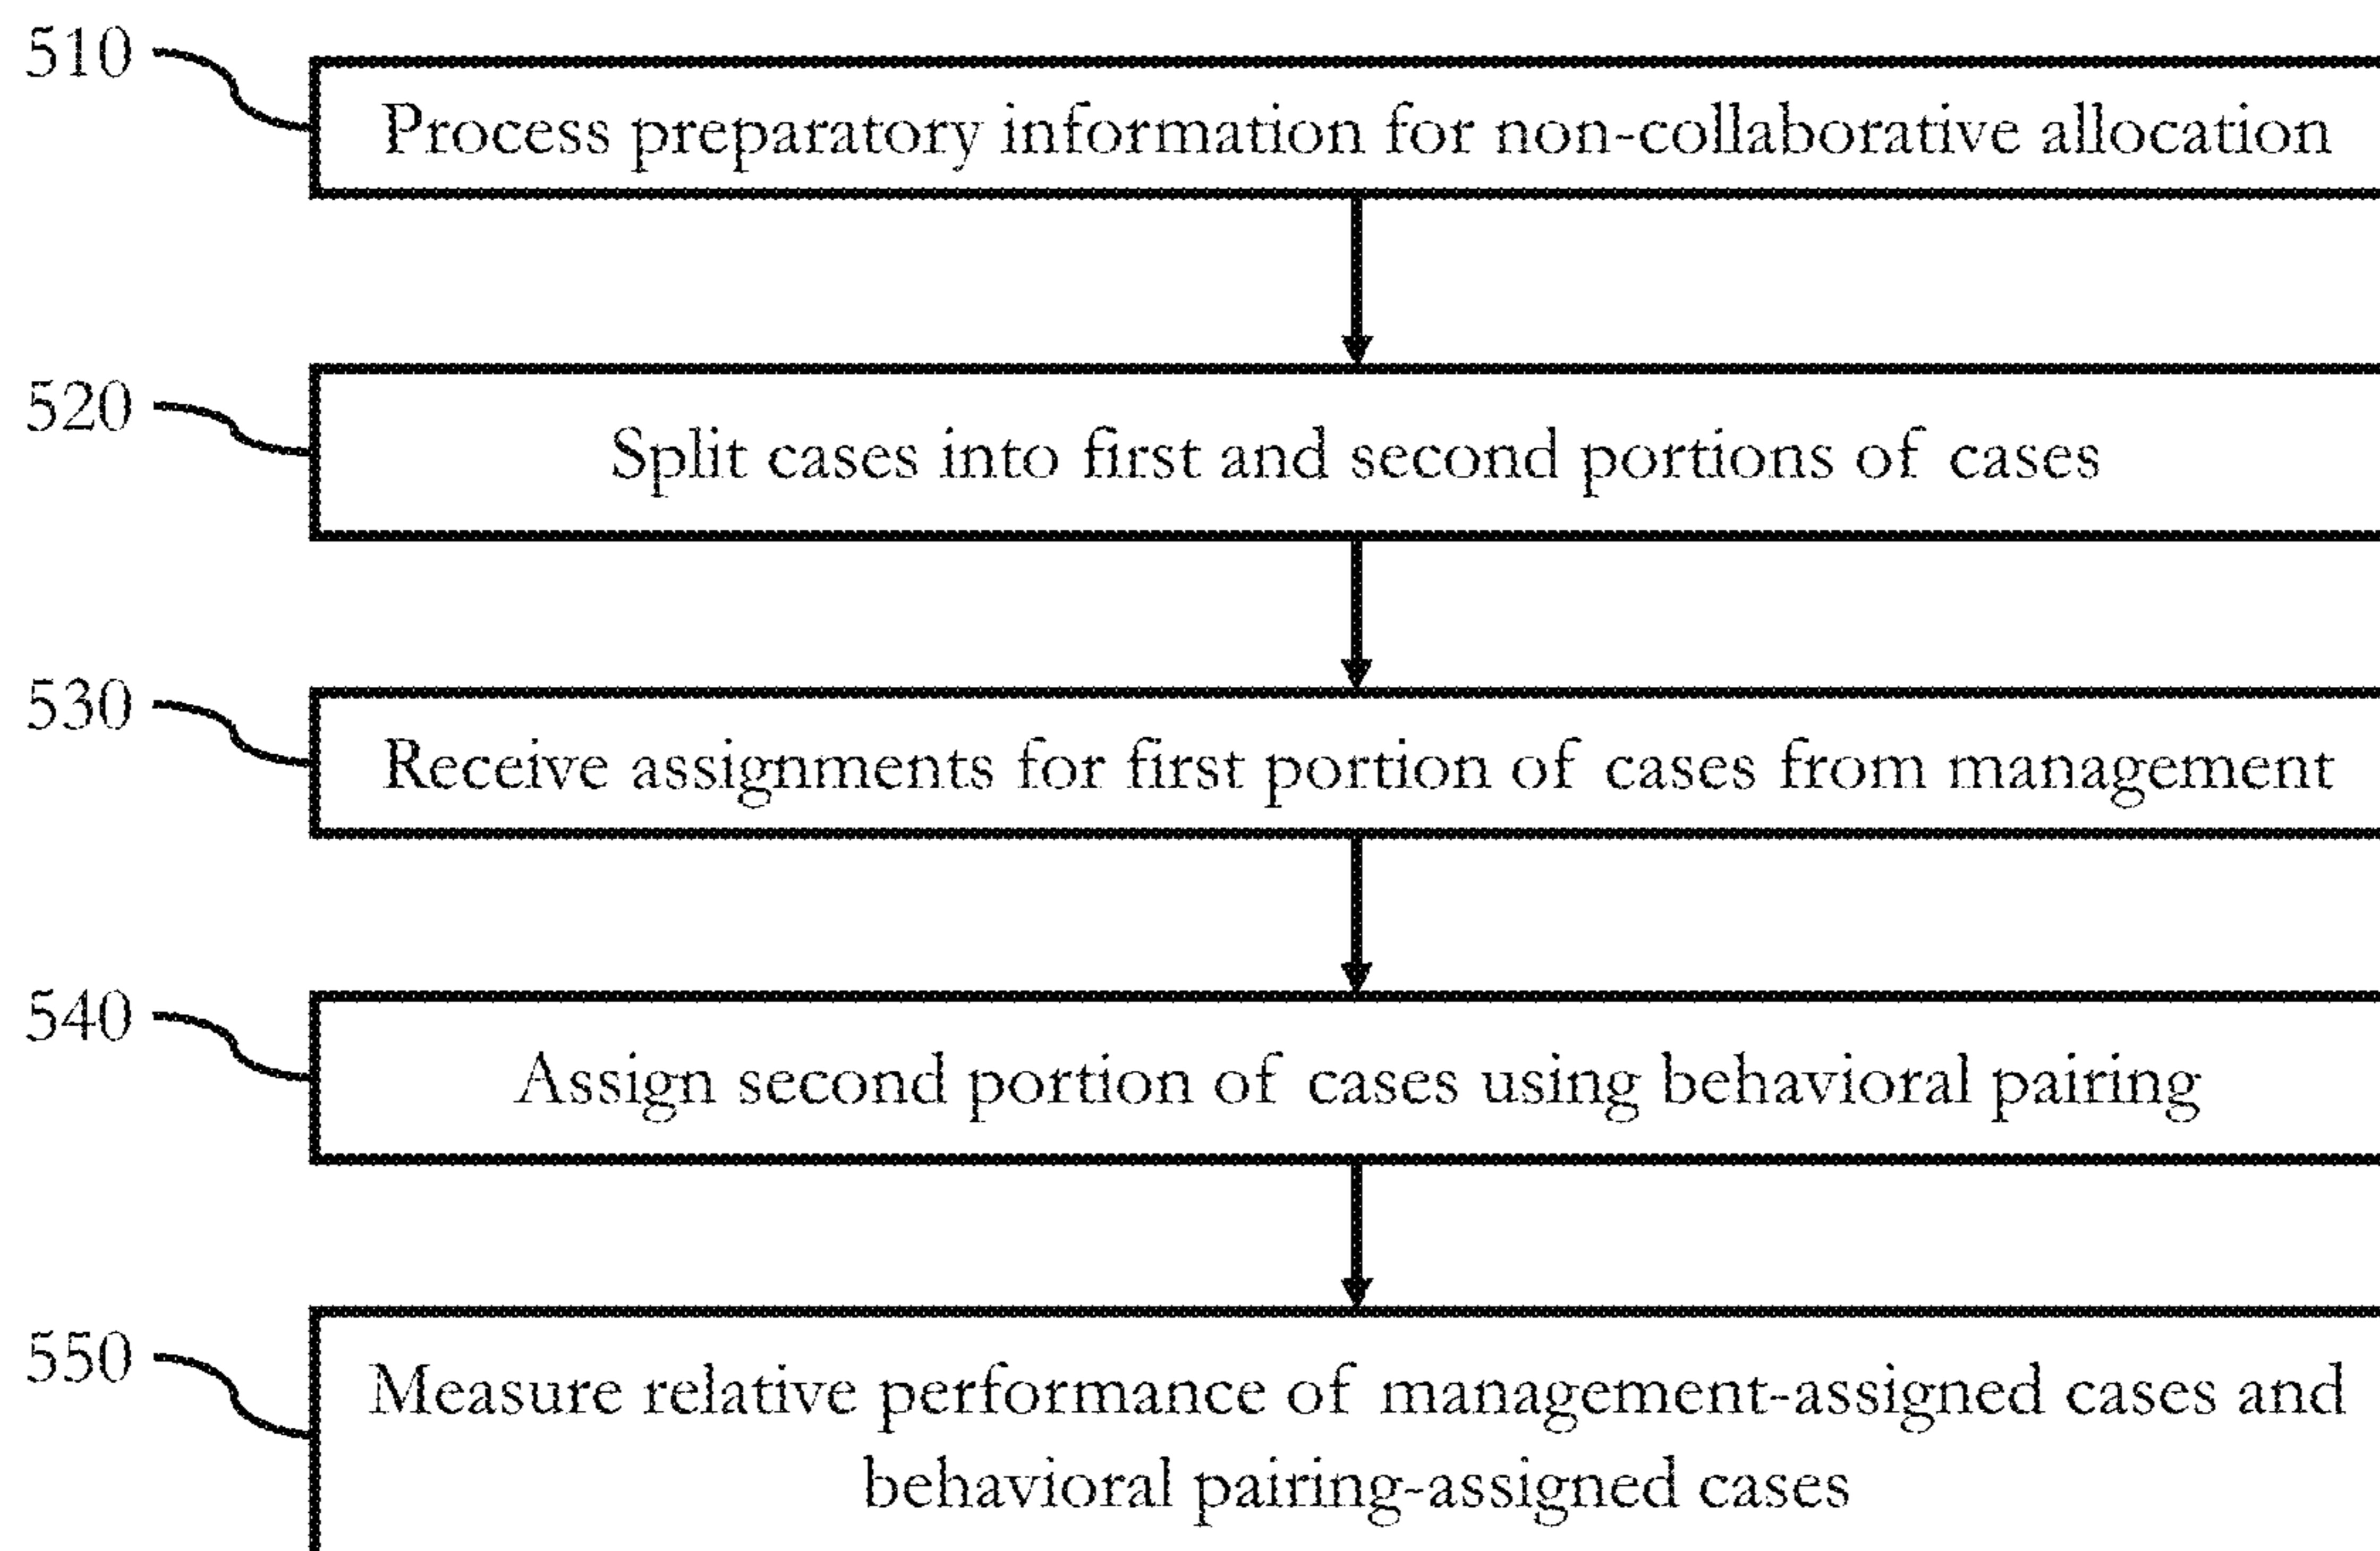 510
Process preparatory information for non-collaborative allocation
520
Split cases into first and second portions of cases
530
Receive assignments for first portion of cases from management
540
Assign second portion of cases using behavioral pairing
550
Measure relative performance of management-assigned cases and
behavioral pairing-assigned cases